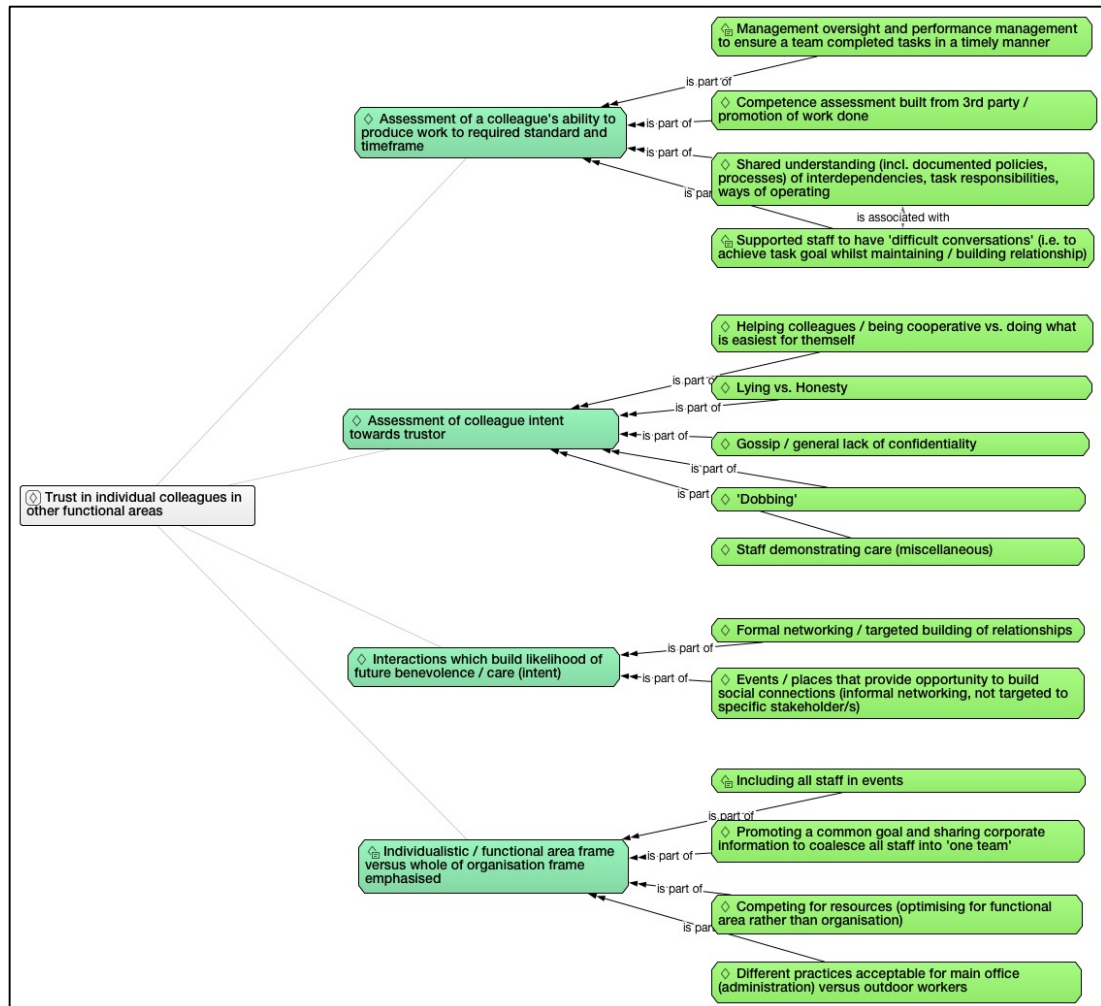 Management oversight and performance management
to ensure a team completed tasks in a timely manner
is part of
Competence assessment built from 3rd party /
promotion of work done
is part of
Assessment of a colleague's ability to
produce work to required standard and
timeframe
is part of
Shared understanding (incl. documented policies,
processes) of interdependencies, task responsibilities,
ways of operating
is par
is associated with
Supported staff to have 'difficult conversations' (i.e. to
achieve task goal whilst maintaining / building relationship)
Helping colleagues / being cooperative vs. doing what
is easiest for themself
is part of
Lying vs. Honesty
is part of
Assessment of colleague intent
towards trustor
is part of
Gossip / general lack of confidentiality
is part of
is part
'Dobbing'
Trust in individual colleagues in
other functional areas
Staff demonstrating care (miscellaneous)
Formal networking / targeted building of relationships
is part of
Interactions which build likelihood of
future benevolence / care (intent)
is part of
Events / places that provide opportunity to build
social connections (informal networking, not targeted to
specific stakeholder/s)
Including all staff in events
is part of
Promoting a common goal and sharing corporate
information to coalesce all staff into 'one team'
Individualistic / functional area frame
versus whole of organisation frame
emphasised
is part of
is part of
Competing for resources (optimising for functional
area rather than organisation)
is part
Different practices acceptable for main office
(administration) versus outdoor workers